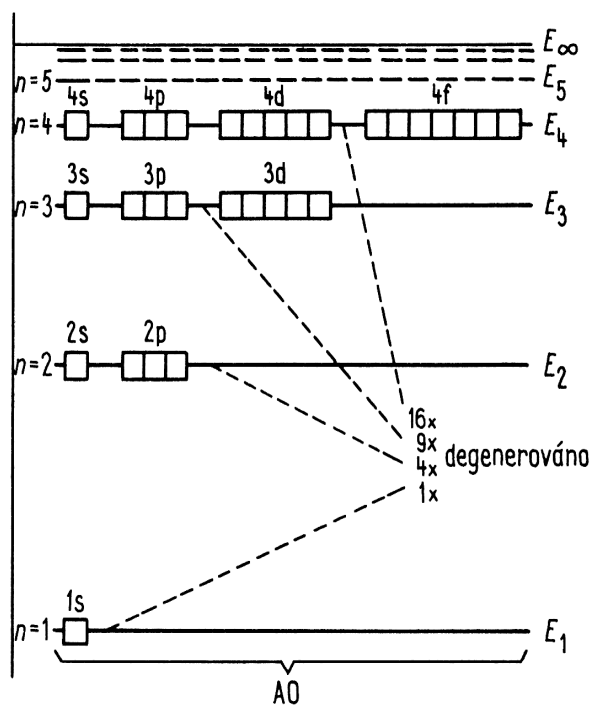 E∞
n=5 E5
4s 4p 4d 4f
n=4 E4
3s 3p 3d
n=3 E3
2s 2p
n=2 E2
16x
9x
4x degenerováno
1x
1s
n=1 E1
AO